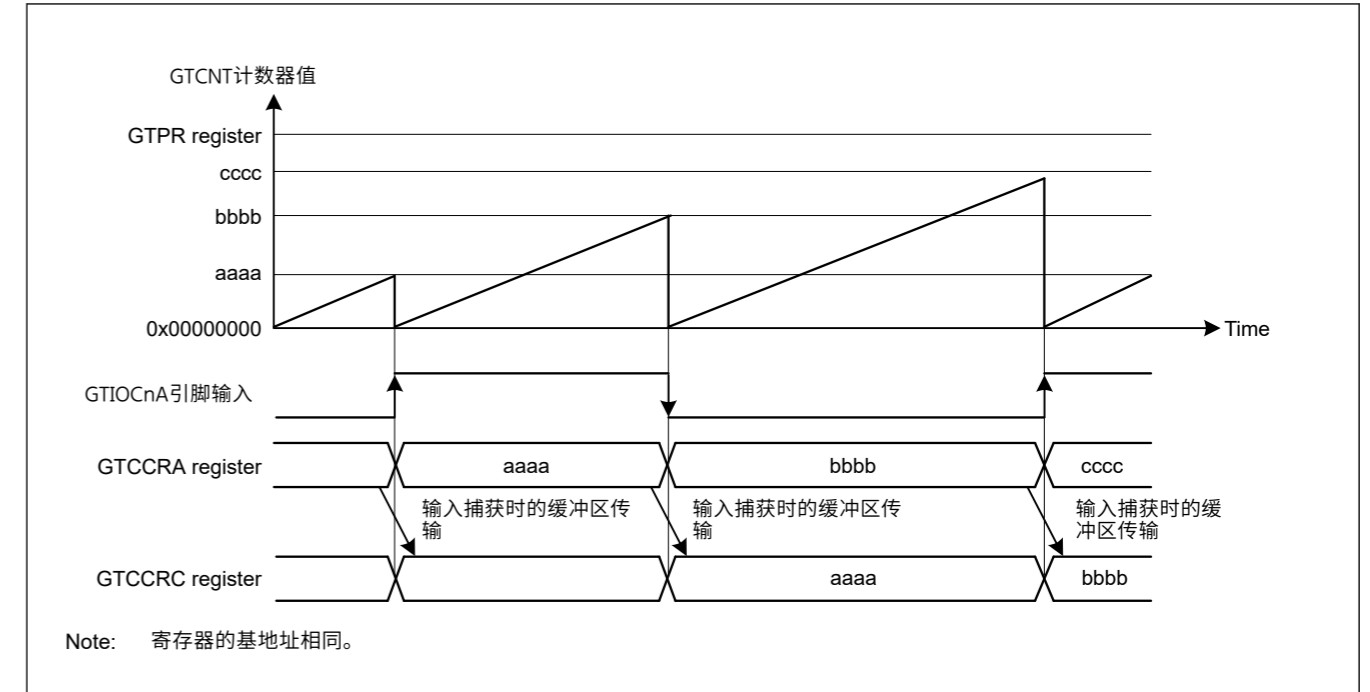 GTCNT计数器值
GTPR register
cccc
bbbb
aaaa
0x00000000
Time
GTIOCnA引脚输入
GTCCRA register
aaaa
bbbb
cccc
输入捕获时的缓冲区传
输
输入捕获时的缓冲区传
输
输入捕获时的缓
冲区传输
GTCCRC register
aaaa
bbbb
Note: 寄存器的基地址相同。